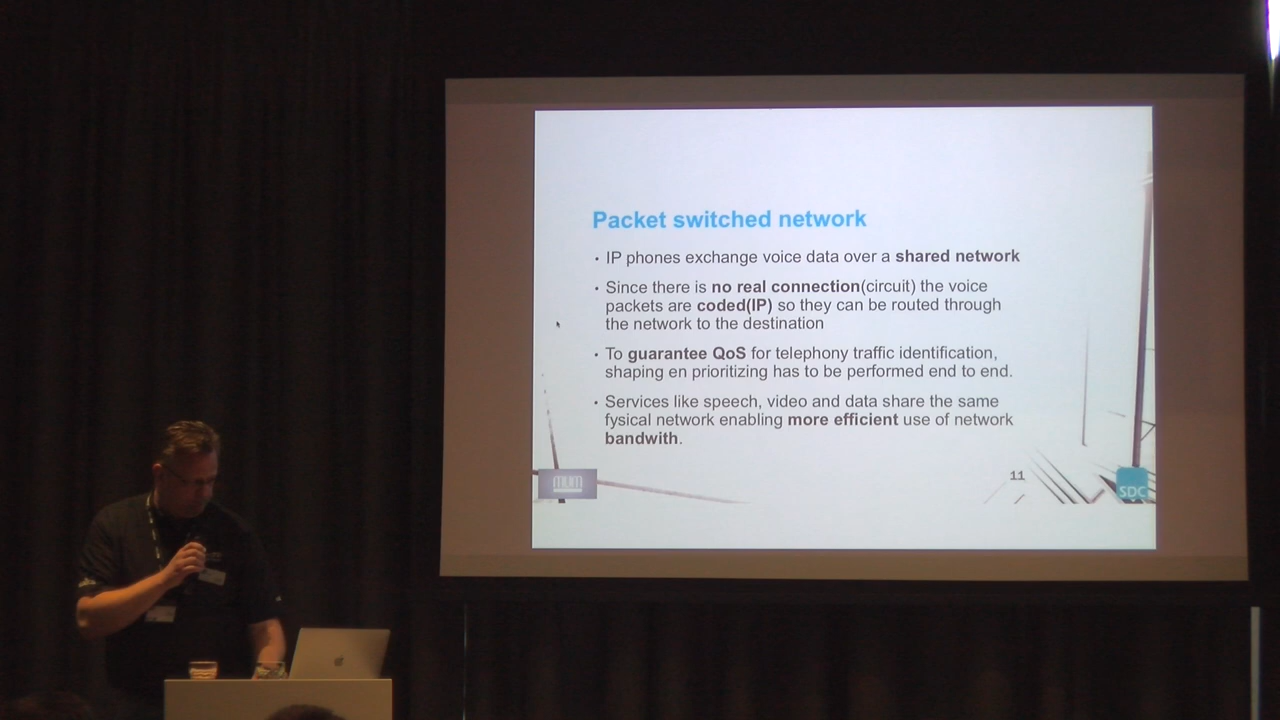 Packet switched network
• IP phones exchange voice data over a shared network
• Since there is no real connection(circuit) the voice
packets are coded(IP) so they can be routed through
the network to the destination
• To guarantee QoS for telephony traffic identification,
shaping en prioritizing has to be performed end to end.
• Services like speech, video and data share the same
fysical network enabling more efficient use of network
bandwith.
11
SDC